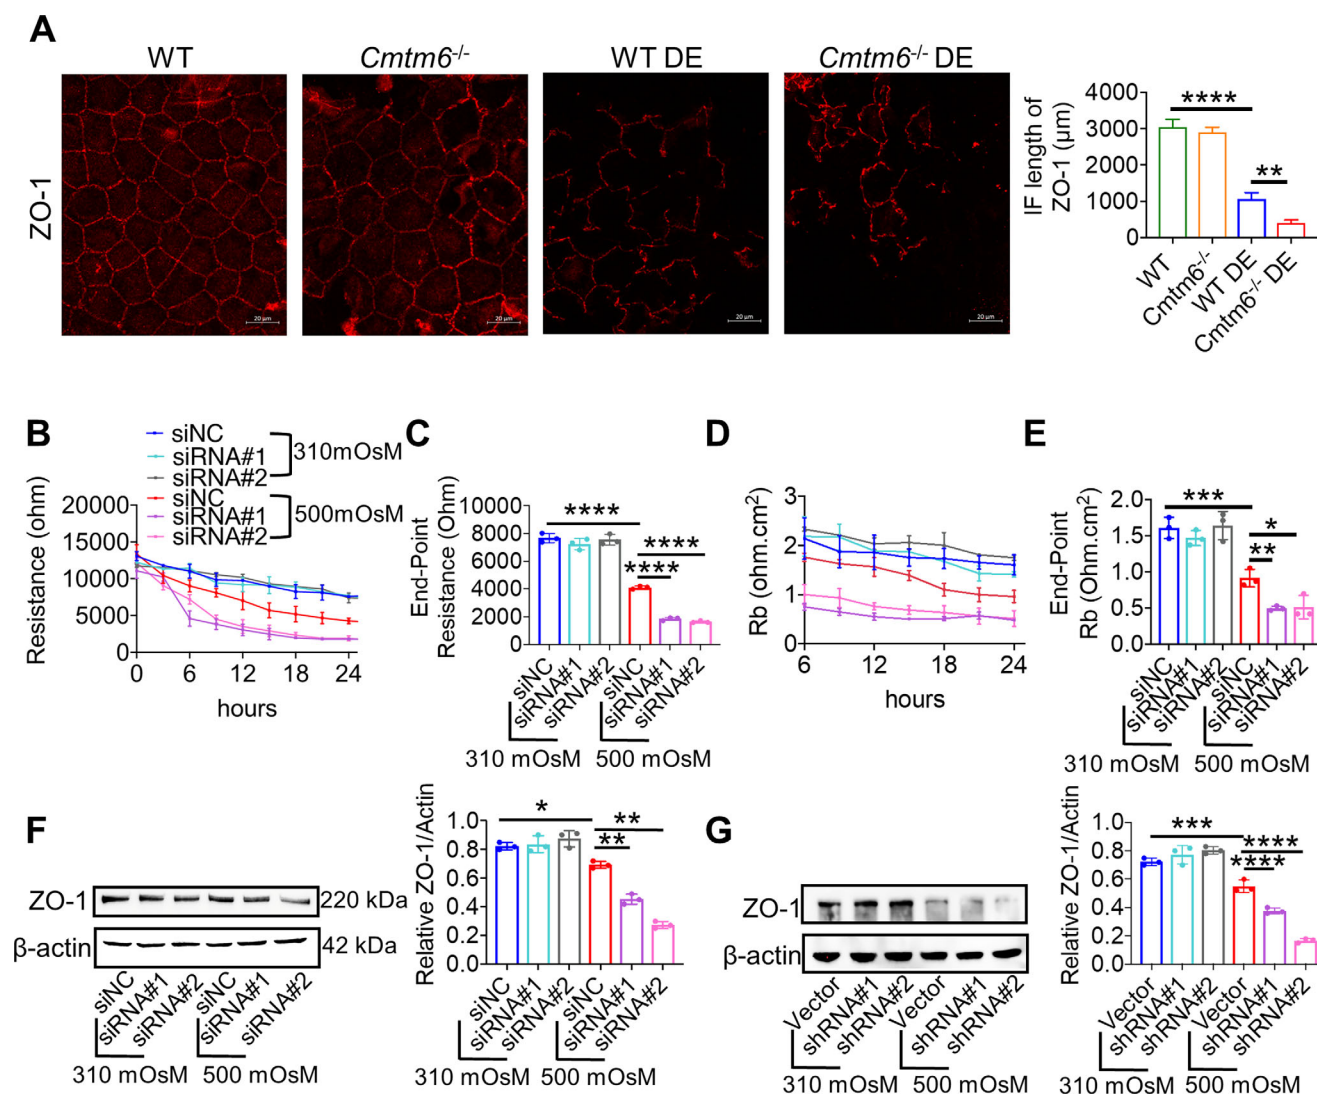 A
WT
Cmtm6-/-
WT DE
Cmtm6-/- DE
ZO-1
20 μm
20 μm
20 μm
20 μm
IF length of
ZO-1 (μm)
4000
3000
2000
1000
0
WT
Cmtm6-/-
WT DE
Cmtm6-/- DE
****
**
B
siNC
siRNA#1
siRNA#2
310mOsM
siNC
siRNA#1
siRNA#2
500mOsM
Resistance (ohm)
20000
15000
10000
5000
0
0 6 12 18 24
hours
C
End-Point
Resistance (Ohm)
10000
8000
6000
4000
2000
0
****
****
****
siNC
siRNA#1
siRNA#2
siNC
siRNA#1
siRNA#2
310 mOsM
500 mOsM
D
Rb (ohm.cm2)
3
2
1
0
6 12 18 24
hours
E
End-Point
Rb (Ohm.cm2)
2.0
1.5
1.0
0.5
0.0
***
*
**
siNC
siRNA#1
siRNA#2
siNC
siRNA#1
siRNA#2
310 mOsM
500 mOsM
F
ZO-1
220 kDa
β-actin
42 kDa
siNC
siRNA#1
siRNA#2
siNC
siRNA#1
siRNA#2
310 mOsM
500 mOsM
Relative ZO-1/Actin
1.0
0.8
0.6
0.4
0.2
0.0
*
**
**
siNC
siRNA#1
siRNA#2
siNC
siRNA#1
siRNA#2
310 mOsM
500 mOsM
G
ZO-1
β-actin
Vector
shRNA#1
shRNA#2
Vector
shRNA#1
shRNA#2
310 mOsM
500 mOsM
Relative ZO-1/Actin
1.0
0.8
0.6
0.4
0.2
0.0
***
****
****
Vector
shRNA#1
shRNA#2
Vector
shRNA#1
shRNA#2
310 mOsM
500 mOsM